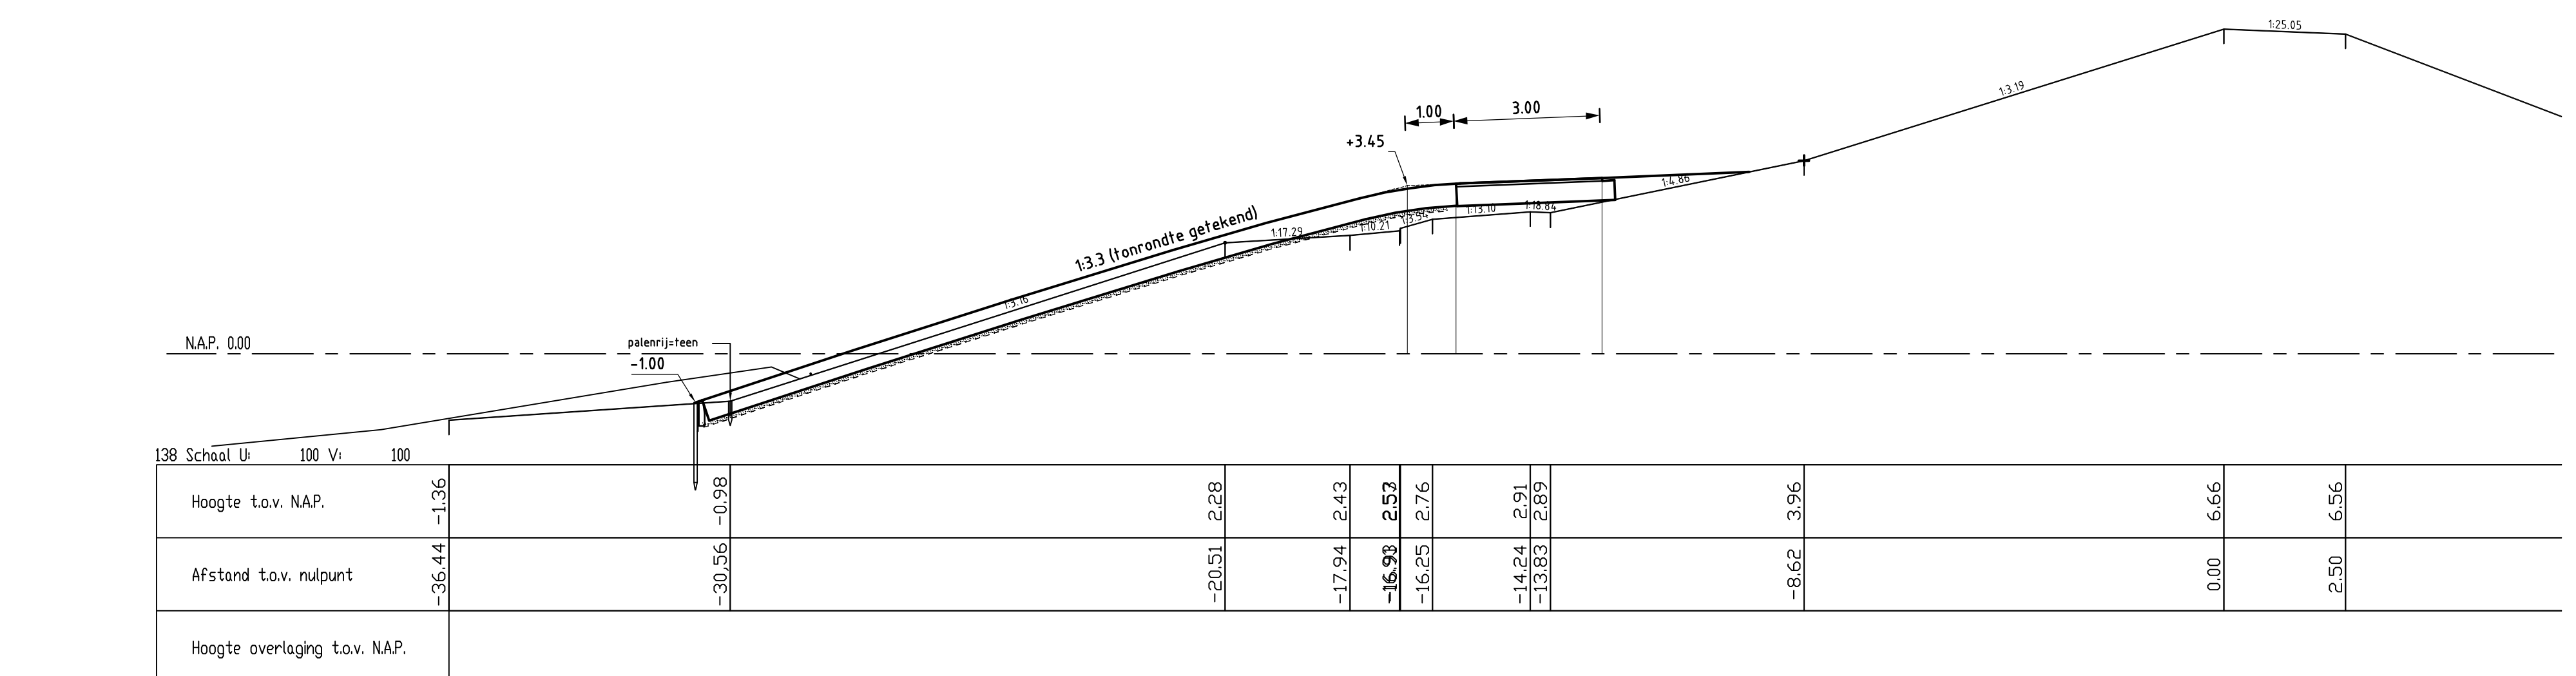 1:25.05
1:3.19
1.00
3.00
+3.45
1:4.86
1:18.84
1:13.10
1:3.54
1:10.21
1:17.29
1:3.3 (tonrondte getekend)
1:3.16
N.A.P. 0.00
palenrij=teen
-1.00
138 Schaal U: 100 V: 100
Hoogte t.o.v. N.A.P. -1.36 -0.98 2.28 2.43 2.76 2.91 2.89 3.96 6.66 6.56
Afstand t.o.v. nulpunt -36.44 -30,56 -20.51 -17.94 -16.25 -14.24 -13.83 -8.62 0.00 2.50
Hoogte overlaging t.o.v. N.A.P.